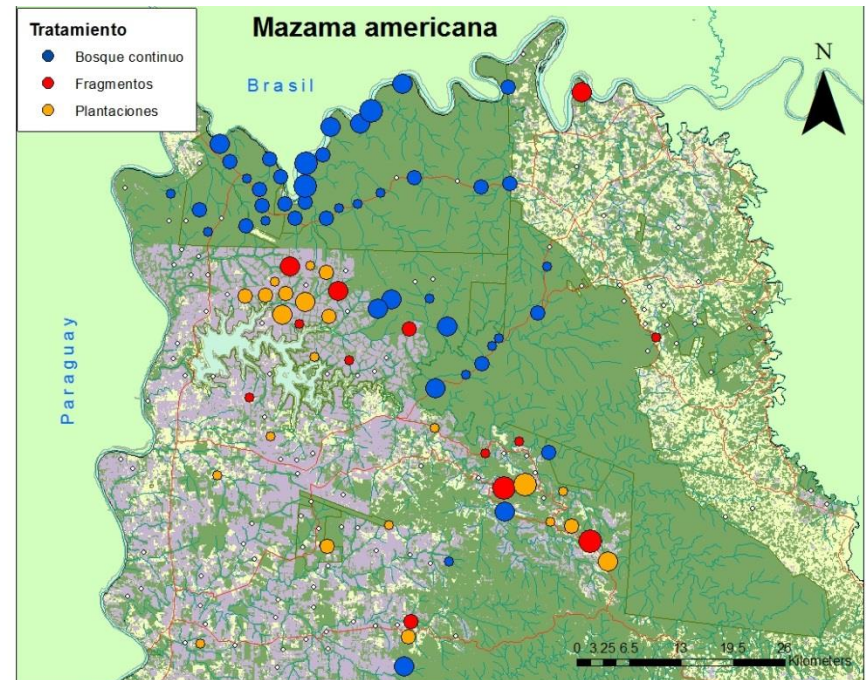 Mazama americana
Tratamiento
Bosque continuo
Fragmentos
Plantaciones
Brasil
N
Paraguay
0 3.25 6.5 13 19.5 26
Kilometers